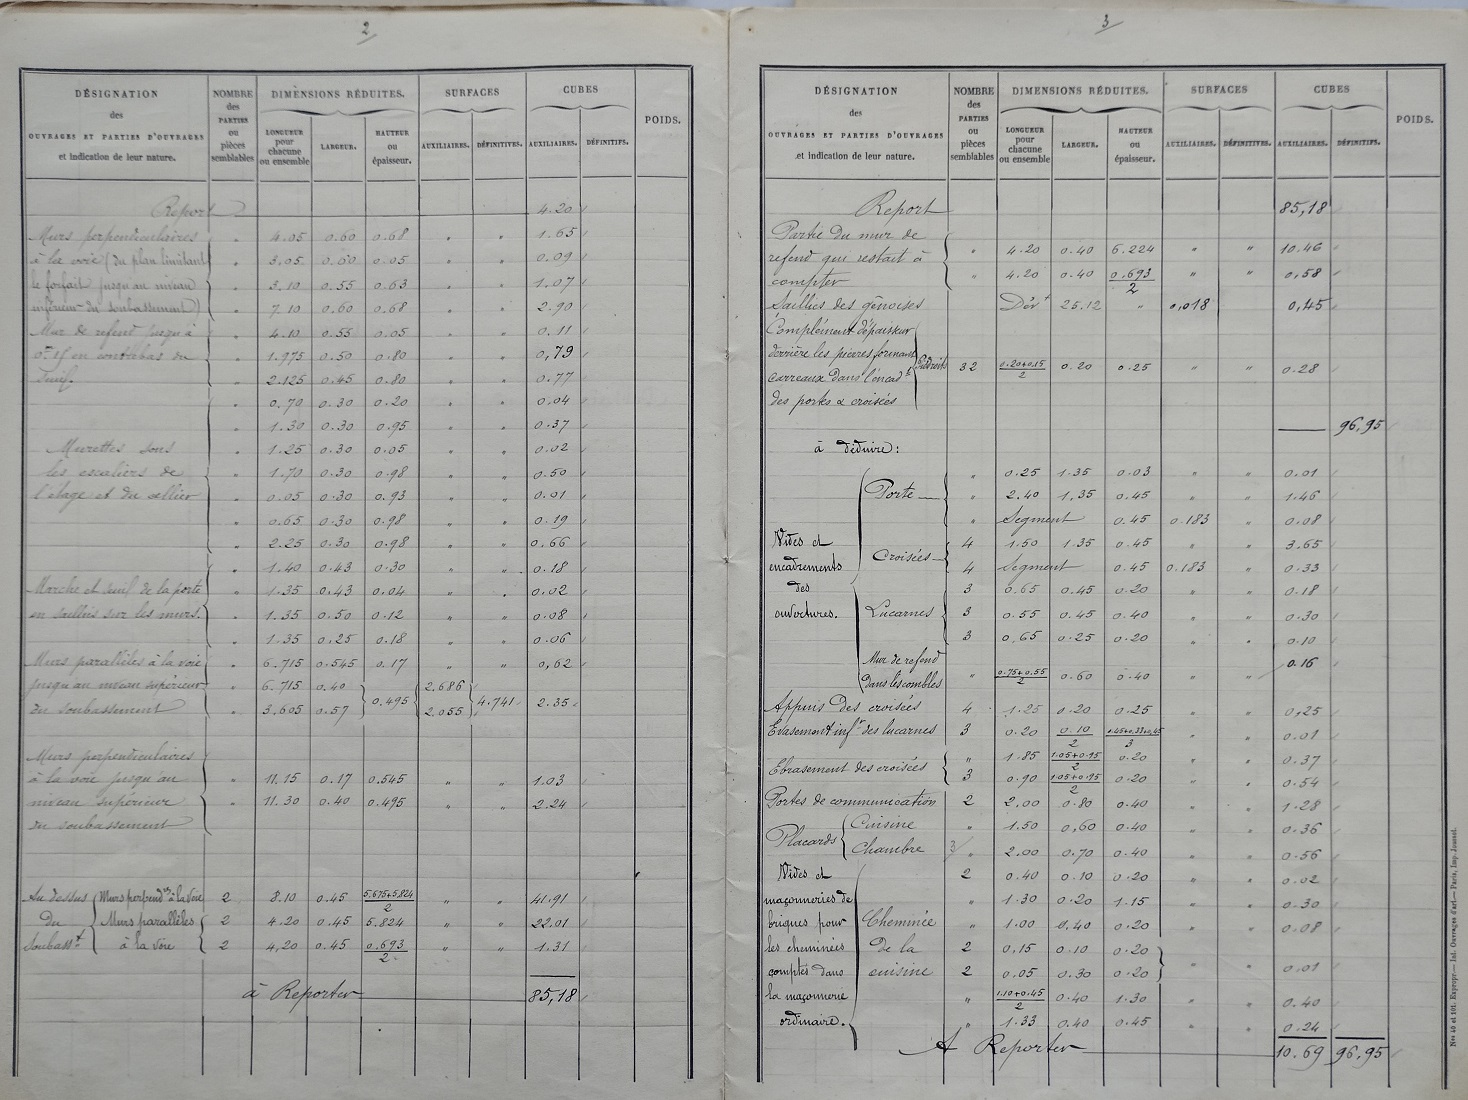 2
DÉSIGNATION des OUVRAGES ET PARTIES D'OUVRAGES et indication de leur nature. | NOMBRE des PARTIES ou pièces semblables | DIMENSIONS RÉDUITES. | SURFACES | CUBES | POIDS.
LONGUEUR pour chacune ou ensemble | LARGEUR. | HAUTEUR ou épaisseur. | AUXILIAIRES. | DÉFINITIVES. | AUXILIAIRES. | DÉFINITIFS.
Report 4.20
Murs perpendiculaires " 4.05 0.60 0.68 " " 1.65
à la voie (du plan limitant " 3,05 0.60 0.05 " " 0.09
le forfait jusqu'au niveau " 3,10 0.55 0.63 " " 1.07
inférieur du soubassement) " 7.10 0.60 0.68 " " 2.90
Mur de refend jusqu'à " 4.10 0.55 0.05 " " 0.11
en contrebas du " 1.975 0.50 0.80 " " 0,79
" 2.125 0.45 0.80 " " 0.77
" 0.70 0.30 0.20 " " 0.04
" 1.30 0.30 0.95 " " 0.37
Murettes sous " 1.25 0.30 0.05 " " 0.02
les escaliers de " 1.70 0.30 0.98 " " 0.50
l'étage et du cellier " 0.05 0.30 0.93 " " 0.01
" 0.65 0.30 0.98 " " 0.19
" 2.25 0.30 0.98 " " 0.66
" 1.40 0.43 0.30 " " 0.18
Marche et seuil de la porte " 1.35 0.43 0.04 " " 0.02
en saillies sur les murs. " 1.35 0.50 0.12 " " 0.08
" 1.35 0.25 0.18 " " 0.06
Murs parallèles à la voie " 6.715 0.545 0.17 " " 0,62
jusqu'au niveau supérieur " 6.715 0.40 0.495 2.686 4.741 2.35
du soubassement " 3.605 0.57 2.055
Murs perpendiculaires
à la voie jusqu'au " 11.15 0.17 0.545 " " 1.03
niveau supérieur " 11.30 0.40 0.495 " " 2.24
du soubassement
Au dessus Murs perpendres à la voie 2 8.10 0.45 5.675+5.824/2 " " 41.91
du Murs parallèles 2 4.20 0.45 5.824 " " 22.01
Soubasst à la voie 2 4,20 0.45 0.693/2 " " 1.31
à Reporter 85,18
3
DÉSIGNATION des OUVRAGES ET PARTIES D'OUVRAGES et indication de leur nature. | NOMBRE des PARTIES ou pièces semblables | DIMENSIONS RÉDUITES. | SURFACES | CUBES | POIDS.
LONGUEUR pour chacune ou ensemble | LARGEUR. | HAUTEUR ou épaisseur. | AUXILIAIRES. | DÉFINITIVES. | AUXILIAIRES. | DÉFINITIFS.
Report 85,18
Partie du mur de
refend qui restait à " 4.20 0.40 6.224 " " 10.46
compter " 4.20 0.40 0.693/2 " " 0,58
Saillies des génoises Dévt 25.12 " 0,018 0,45
Complément d'épaisseur
derrière les pierres formant
carreaux dans l'encadt Piédroits 32 0.20+0.15/2 0.20 0.25 " " 0.28
des portes & croisées
96,95
à déduire :
Vides et encadrements des ouvertures.
Porte " 0.25 1.35 0.03 " " 0.01
" 2.40 1,35 0.45 " " 1.46
" Segment 0.45 0.183 " 0.08
Croisées 4 1.50 1.35 0.45 " " 3.65
4 Segment 0.45 0.183 " 0.33
Lucarnes 3 0.65 0.45 0.20 " " 0.18
3 0.55 0.45 0.40 " " 0.30
3 0,65 0.25 0.20 " " 0.10
Mur de refend dans les combles " 0.75+0.55/2 0.60 0.40 " " 0.16
Appuis des croisées 4 1.25 0.20 0.25 " " 0,25
Evasement infr des lucarnes 3 0.20 0.10/2 0.45+0.33+0,45/3 " " 0.01
Ebrasement des croisées " 1.85 1.05+0.15/2 0.20 " " 0.37
3 0.90 1.05+0.15/2 0.20 " " 0.54
Portes de communication 2 2.00 0.80 0.40 " " 1.28
Placards Cuisine " 1.50 0,60 0.40 " " 0.36
Chambre " 2.00 0.70 0.40 " " 0.56
Vides et maçonneries de briques pour les cheminées comptés dans la maçonnerie ordinaire.
Cheminée de la cuisine
2 0.40 0.10 0.20 " " 0.02
" 1.30 0.20 1.15 " " 0.30
" 1.00 0,40 0.20 " " 0.08
2 0.15 0.10 0.20
2 0.05 0.30 0.20 " " 0.01
" 1.10+0.45/2 0.40 1.30 " " 0.40
" 1.33 0.40 0.45 " " 0.24
A Reporter 10.69 96.95
Nos 40 et 101. Expropr.— Inf. Ouvrages d'art.— Paris, Imp. Jousset.